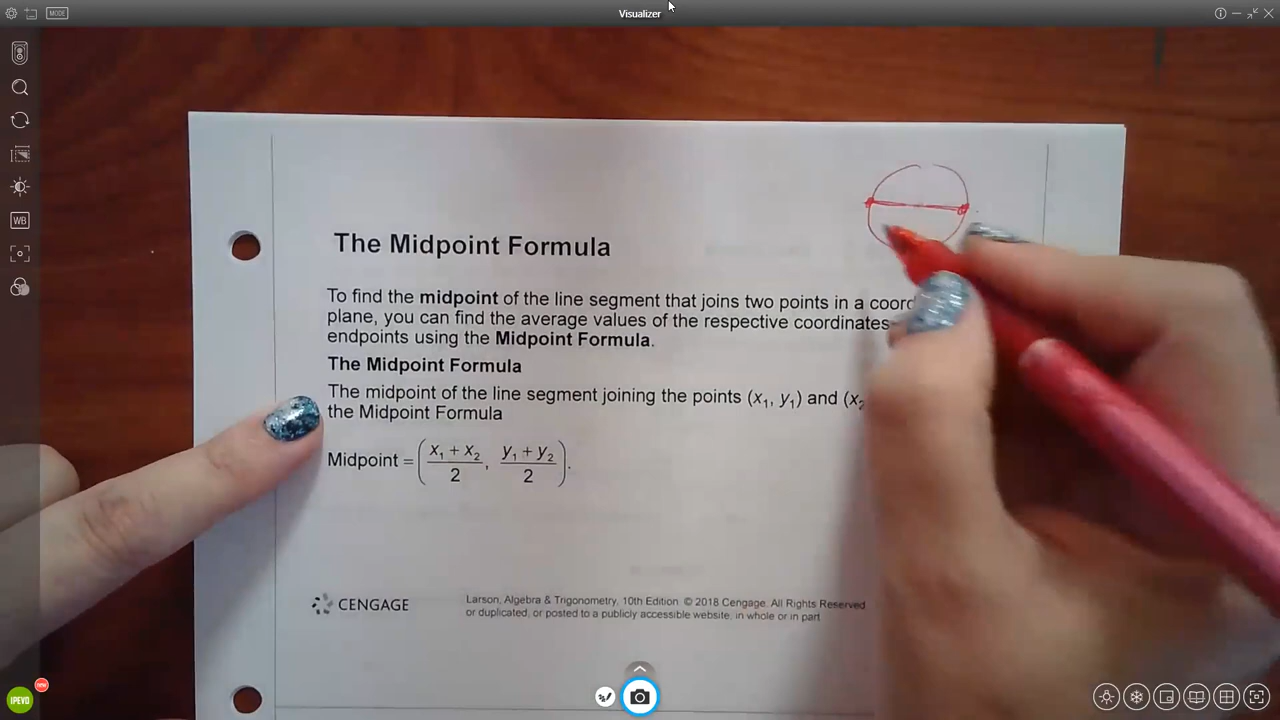 MODE
Visualizer
WB
The Midpoint Formula
To find the midpoint of the line segment that joins two points in a coord
plane, you can find the average values of the respective coordinates
endpoints using the Midpoint Formula.
The Midpoint Formula
The midpoint of the line segment joining the points (x₁, y₁) and (x₂
the Midpoint Formula
Midpoint = ( x₁ + x₂ / 2 , y₁ + y₂ / 2 ).
CENGAGE
Larson, Algebra & Trigonometry, 10th Edition. © 2018 Cengage. All Rights Reserved
or duplicated, or posted to a publicly accessible website, in whole or in part
IPEVO
new